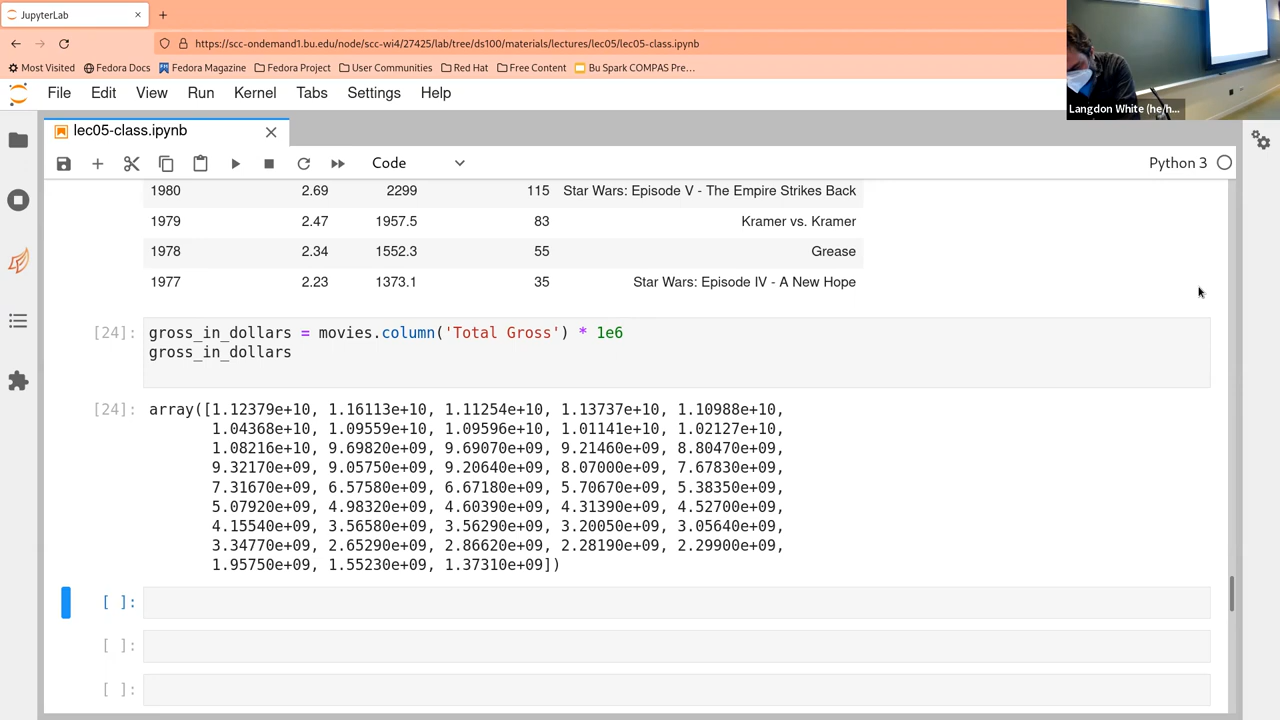 JupyterLab
https://scc-ondemand1.bu.edu/node/scc-wi4/27425/lab/tree/ds100/materials/lectures/lec05/lec05-class.ipynb
Most Visited Fedora Docs Fedora Magazine Fedora Project User Communities Red Hat Free Content Bu Spark COMPAS Pre...
Langdon White (he/h...
File Edit View Run Kernel Tabs Settings Help
lec05-class.ipynb
Code Python 3
1980 2.69 2299 115 Star Wars: Episode V - The Empire Strikes Back
1979 2.47 1957.5 83 Kramer vs. Kramer
1978 2.34 1552.3 55 Grease
1977 2.23 1373.1 35 Star Wars: Episode IV - A New Hope
[24]: gross_in_dollars = movies.column('Total Gross') * 1e6
gross_in_dollars
[24]: array([1.12379e+10, 1.16113e+10, 1.11254e+10, 1.13737e+10, 1.10988e+10,
1.04368e+10, 1.09559e+10, 1.09596e+10, 1.01141e+10, 1.02127e+10,
1.08216e+10, 9.69820e+09, 9.69070e+09, 9.21460e+09, 8.80470e+09,
9.32170e+09, 9.05750e+09, 9.20640e+09, 8.07000e+09, 7.67830e+09,
7.31670e+09, 6.57580e+09, 6.67180e+09, 5.70670e+09, 5.38350e+09,
5.07920e+09, 4.98320e+09, 4.60390e+09, 4.31390e+09, 4.52700e+09,
4.15540e+09, 3.56580e+09, 3.56290e+09, 3.20050e+09, 3.05640e+09,
3.34770e+09, 2.65290e+09, 2.86620e+09, 2.28190e+09, 2.29900e+09,
1.95750e+09, 1.55230e+09, 1.37310e+09])
[ ]:
[ ]:
[ ]: